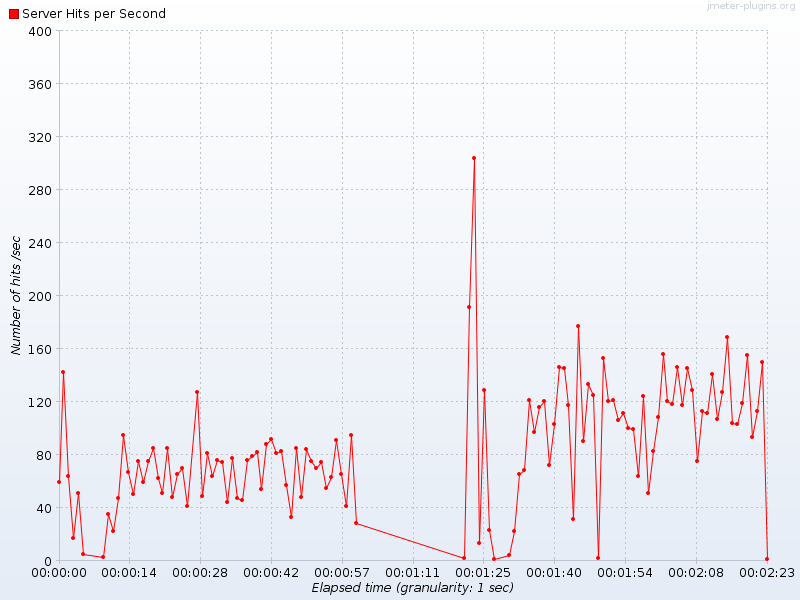 Server Hits per Second
jmeter-plugins.org
400
360
320
280
240
200
160
120
80
40
0
Number of hits /sec
00:00:00 00:00:14 00:00:28 00:00:42 00:00:57 00:01:11 00:01:25 00:01:40 00:01:54 00:02:08 00:02:23
Elapsed time (granularity: 1 sec)